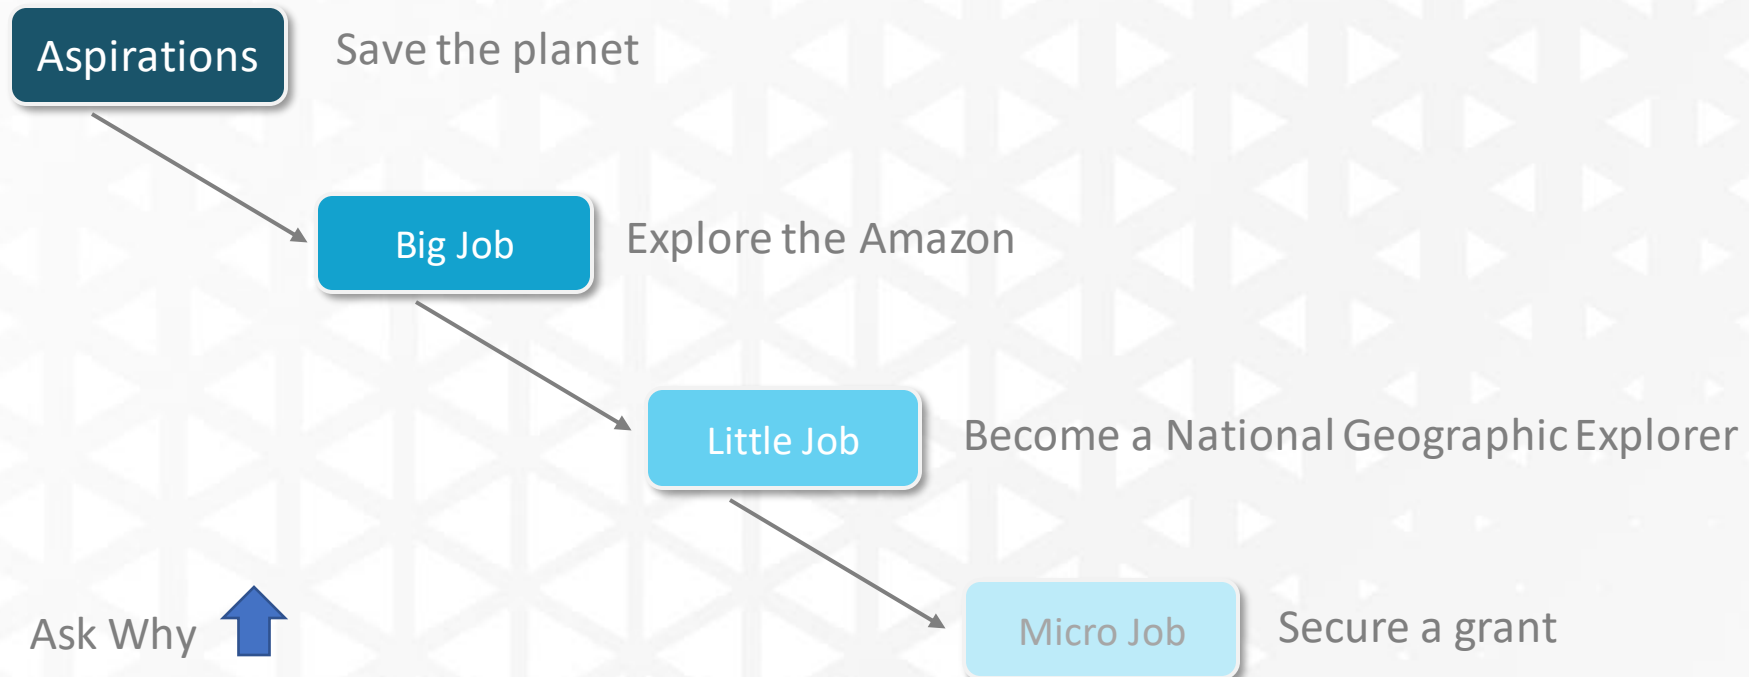 Aspirations
Save the planet
Big Job
Explore the Amazon
Little Job
Become a National Geographic Explorer
Micro Job
Secure a grant
Ask Why